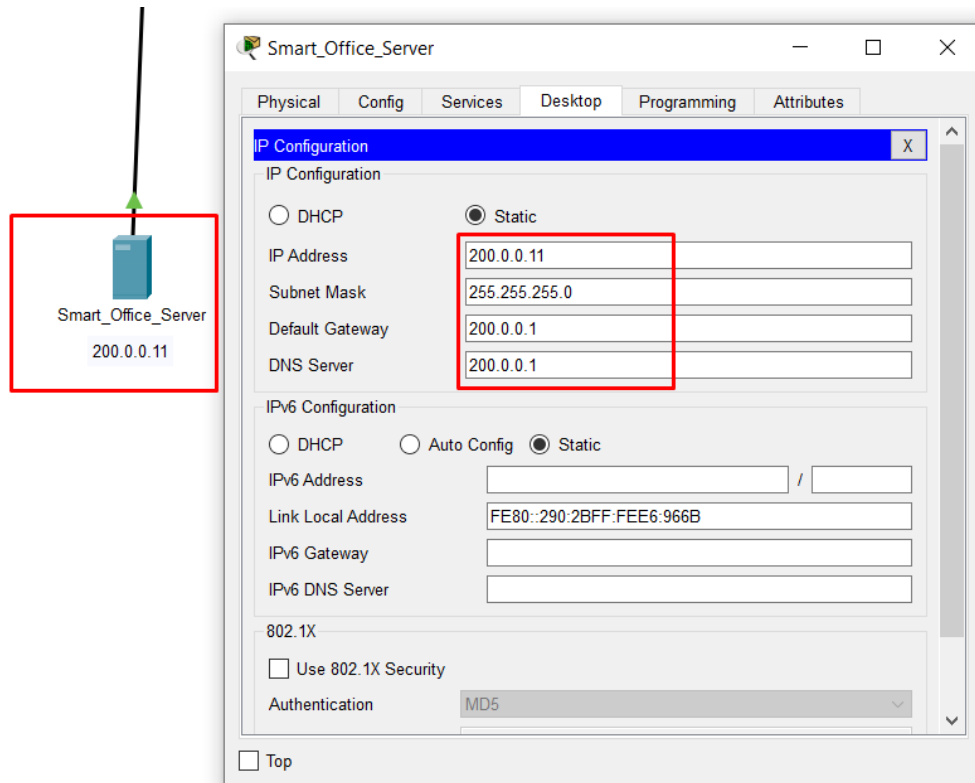 Smart_Office_Server
Physical Config Services Desktop Programming Attributes
IP Configuration X
IP Configuration
DHCP Static
IP Address 200.0.0.11
Subnet Mask 255.255.255.0
Default Gateway 200.0.0.1
DNS Server 200.0.0.1
IPv6 Configuration
DHCP Auto Config Static
IPv6 Address /
Link Local Address FE80::290:2BFF:FEE6:966B
IPv6 Gateway
IPv6 DNS Server
802.1X
Use 802.1X Security
Authentication MD5
Top
Smart_Office_Server
200.0.0.11